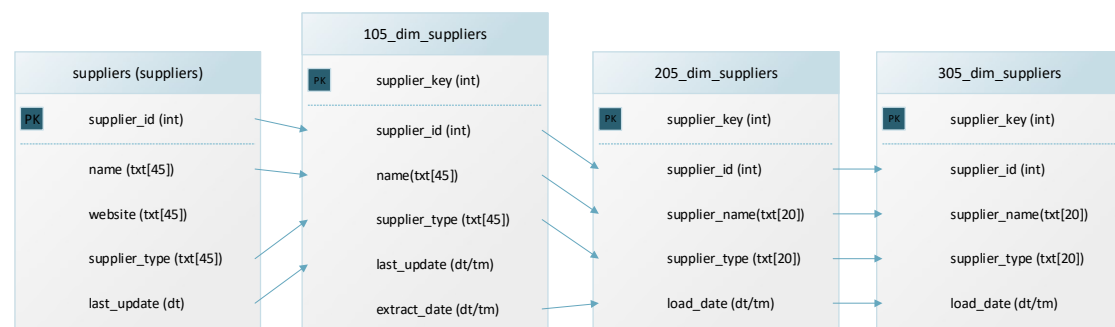 suppliers (suppliers)
PK
supplier_id (int)
name (txt[45])
website (txt[45])
supplier_type (txt[45])
last_update (dt)
105_dim_suppliers
PK
supplier_key (int)
supplier_id (int)
name(txt[45])
supplier_type (txt[45])
last_update (dt/tm)
extract_date (dt/tm)
205_dim_suppliers
PK
supplier_key (int)
supplier_id (int)
supplier_name(txt[20])
supplier_type (txt[20])
load_date (dt/tm)
305_dim_suppliers
PK
supplier_key (int)
supplier_id (int)
supplier_name(txt[20])
supplier_type (txt[20])
load_date (dt/tm)